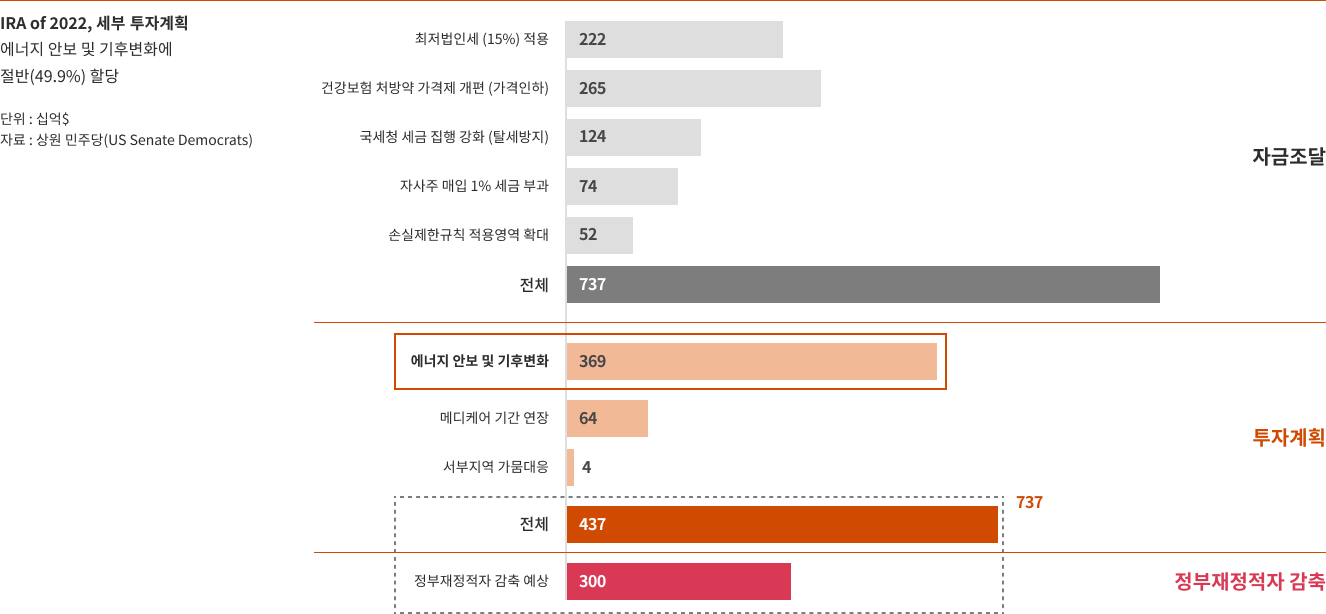 IRA of 2022, 세부 투자계획
에너지 안보 및 기후변화에
절반(49.9%) 할당
단위 : 십억$
자료 : 상원 민주당(US Senate Democrats)
최저법인세 (15%) 적용 222
건강보험 처방약 가격제 개편 (가격인하) 265
국세청 세금 집행 강화 (탈세방지) 124
자금조달
자사주 매입 1% 세금 부과 74
손실제한규칙 적용영역 확대 52
전체 737
에너지 안보 및 기후변화 369
메디케어 기간 연장 64
투자계획
서부지역 가뭄대응 4
737
전체 437
정부재정적자 감축 예상 300
정부재정적자 감축